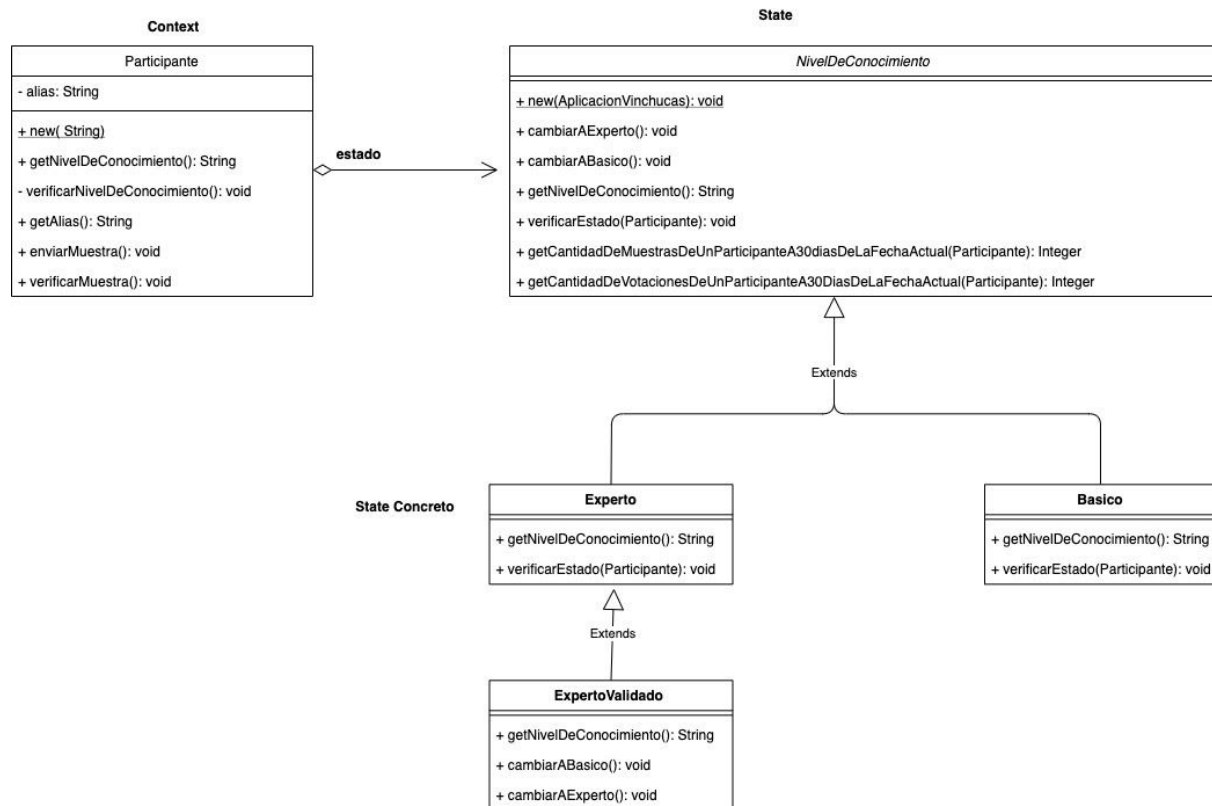 Context
Participante
- alias: String
+ new( String)
+ getNivelDeConocimiento(): String
- verificarNivelDeConocimiento(): void
+ getAlias(): String
+ enviarMuestra(): void
+ verificarMuestra(): void
estado
State
NivelDeConocimiento
+ new(AplicacionVinchucas): void
+ cambiarAExperto(): void
+ cambiarABasico(): void
+ getNivelDeConocimiento(): String
+ verificarEstado(Participante): void
+ getCantidadDeMuestrasDeUnParticipanteA30diasDeLaFechaActual(Participante): Integer
+ getCantidadDeVotacionesDeUnParticipanteA30DiasDeLaFechaActual(Participante): Integer
Extends
State Concreto
Experto
+ getNivelDeConocimiento(): String
+ verificarEstado(Participante): void
Basico
+ getNivelDeConocimiento(): String
+ verificarEstado(Participante): void
Extends
ExpertoValidado
+ getNivelDeConocimiento(): String
+ cambiarABasico(): void
+ cambiarAExperto(): void